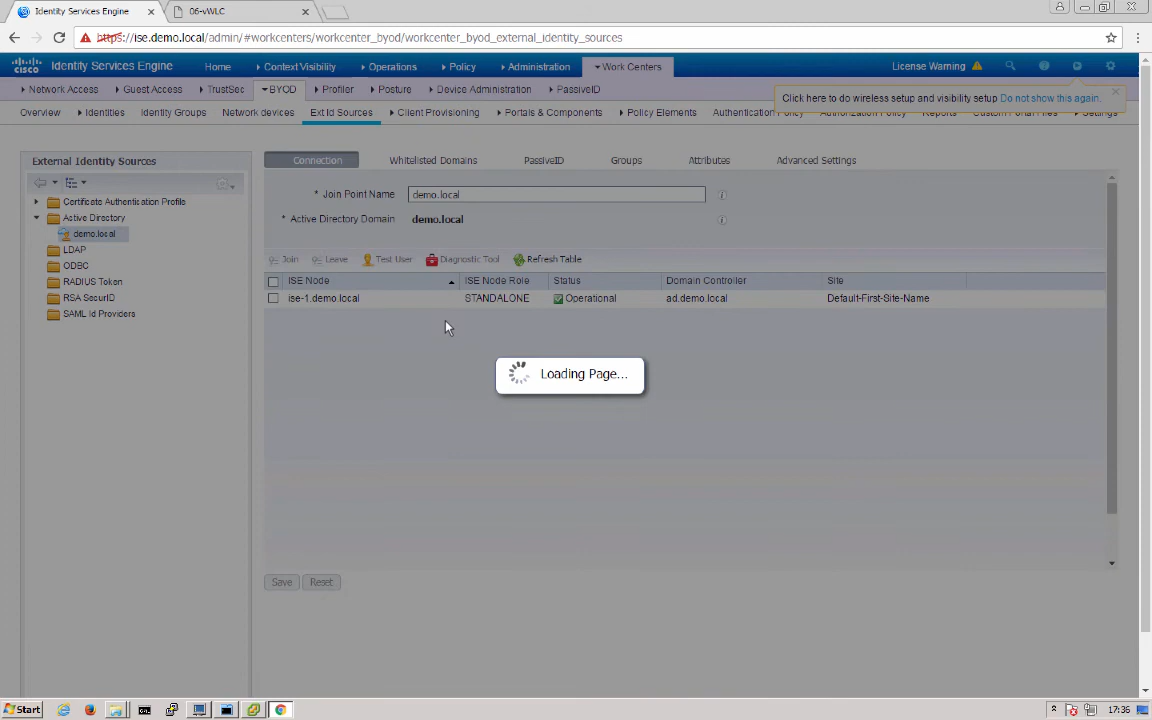 Identity Services Engine
06-vWLC
https://ise.demo.local/admin/#workcenters/workcenter_byod/workcenter_byod_external_identity_sources
cisco Identity Services Engine Home Context Visibility Operations Policy Administration Work Centers License Warning
Network Access Guest Access TrustSec BYOD Profiler Posture Device Administration PassiveID
Click here to do wireless setup and visibility setup Do not show this again.
Overview Identities Identity Groups Network devices Ext Id Sources Client Provisioning Portals & Components Policy Elements Authentication Policy Authorization Policy Reports Custom Portal Files Settings
External Identity Sources
Certificate Authentication Profile
Active Directory
demo.local
LDAP
ODBC
RADIUS Token
RSA SecurID
SAML Id Providers
Connection Whitelisted Domains PassiveID Groups Attributes Advanced Settings
* Join Point Name demo.local
* Active Directory Domain demo.local
Join Leave Test User Diagnostic Tool Refresh Table
ISE Node ISE Node Role Status Domain Controller Site
ise-1.demo.local STANDALONE Operational ad.demo.local Default-First-Site-Name
Loading Page...
Save Reset
Start 17:36